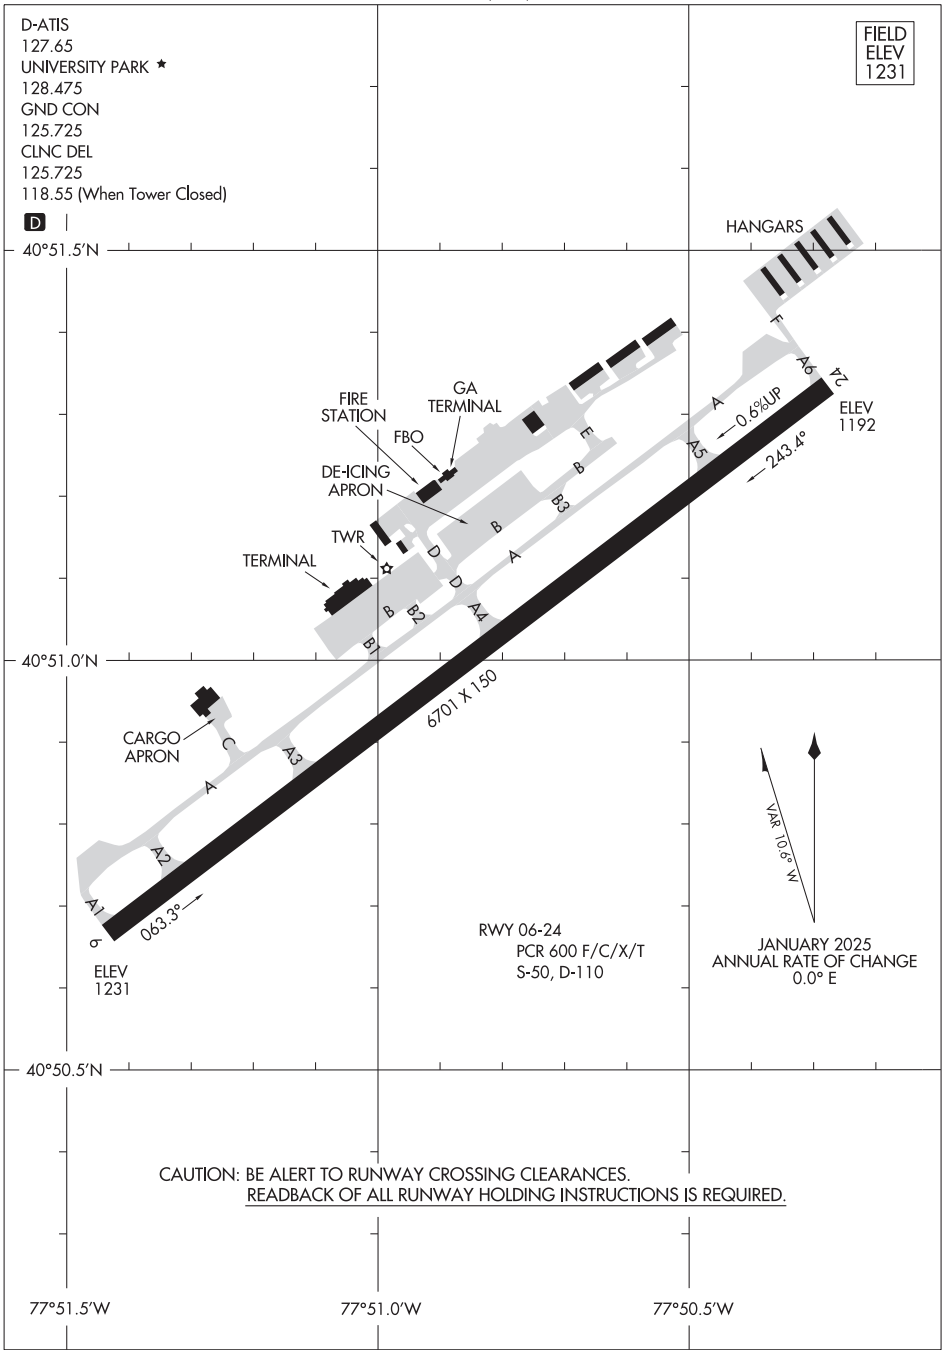 D-ATIS
127.65
UNIVERSITY PARK ★
128.475
GND CON
125.725
CLNC DEL
125.725
118.55 (When Tower Closed)
D
FIELD
ELEV
1231
40°51.5'N
HANGARS
F
A6
24
ELEV
1192
0.6%UP
243.4°
A
A5
GA
TERMINAL
FIRE
STATION
FBO
DE-ICING
APRON
E
B
B3
B
A
TWR
D
D
TERMINAL
B
B2
A4
B1
40°51.0'N
6701 X 150
CARGO
APRON
C
A3
A
A2
A1
063.3°
6
ELEV
1231
VAR 10.6° W
RWY 06-24
PCR 600 F/C/X/T
S-50, D-110
JANUARY 2025
ANNUAL RATE OF CHANGE
0.0° E
40°50.5'N
CAUTION: BE ALERT TO RUNWAY CROSSING CLEARANCES.
READBACK OF ALL RUNWAY HOLDING INSTRUCTIONS IS REQUIRED.
77°51.5'W
77°51.0'W
77°50.5'W